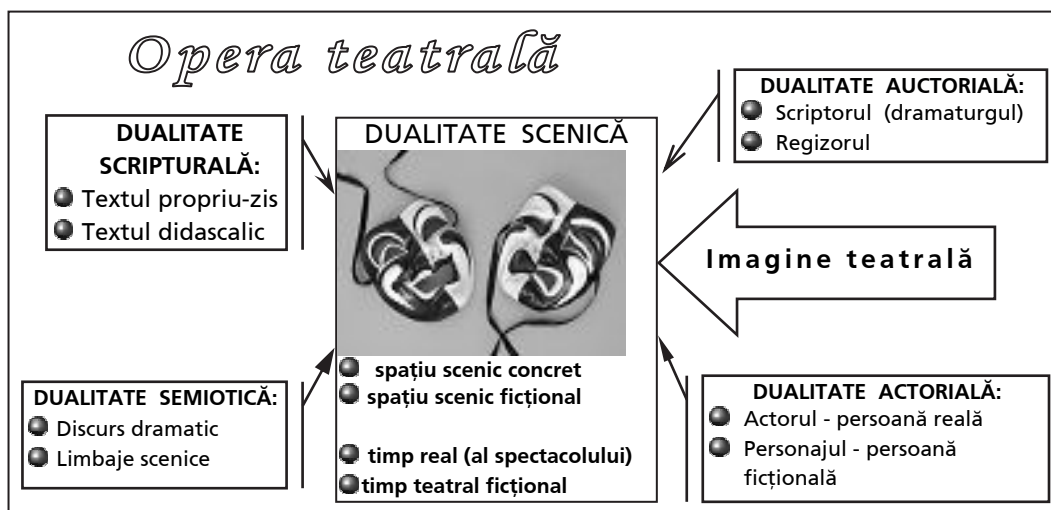 Opera teatrală
DUALITATE
SCRIPTURALĂ:
Textul propriu-zis
Textul didascalic
DUALITATE SEMIOTICĂ:
Discurs dramatic
Limbaje scenice
DUALITATE SCENICĂ
spațiu scenic concret
spațiu scenic ficțional
timp real (al spectacolului)
timp teatral ficțional
DUALITATE AUCTORIALĂ:
Scriptorul (dramaturgul)
Regizorul
Imagine teatrală
DUALITATE ACTORIALĂ:
Actorul - persoană reală
Personajul - persoană
ficțională